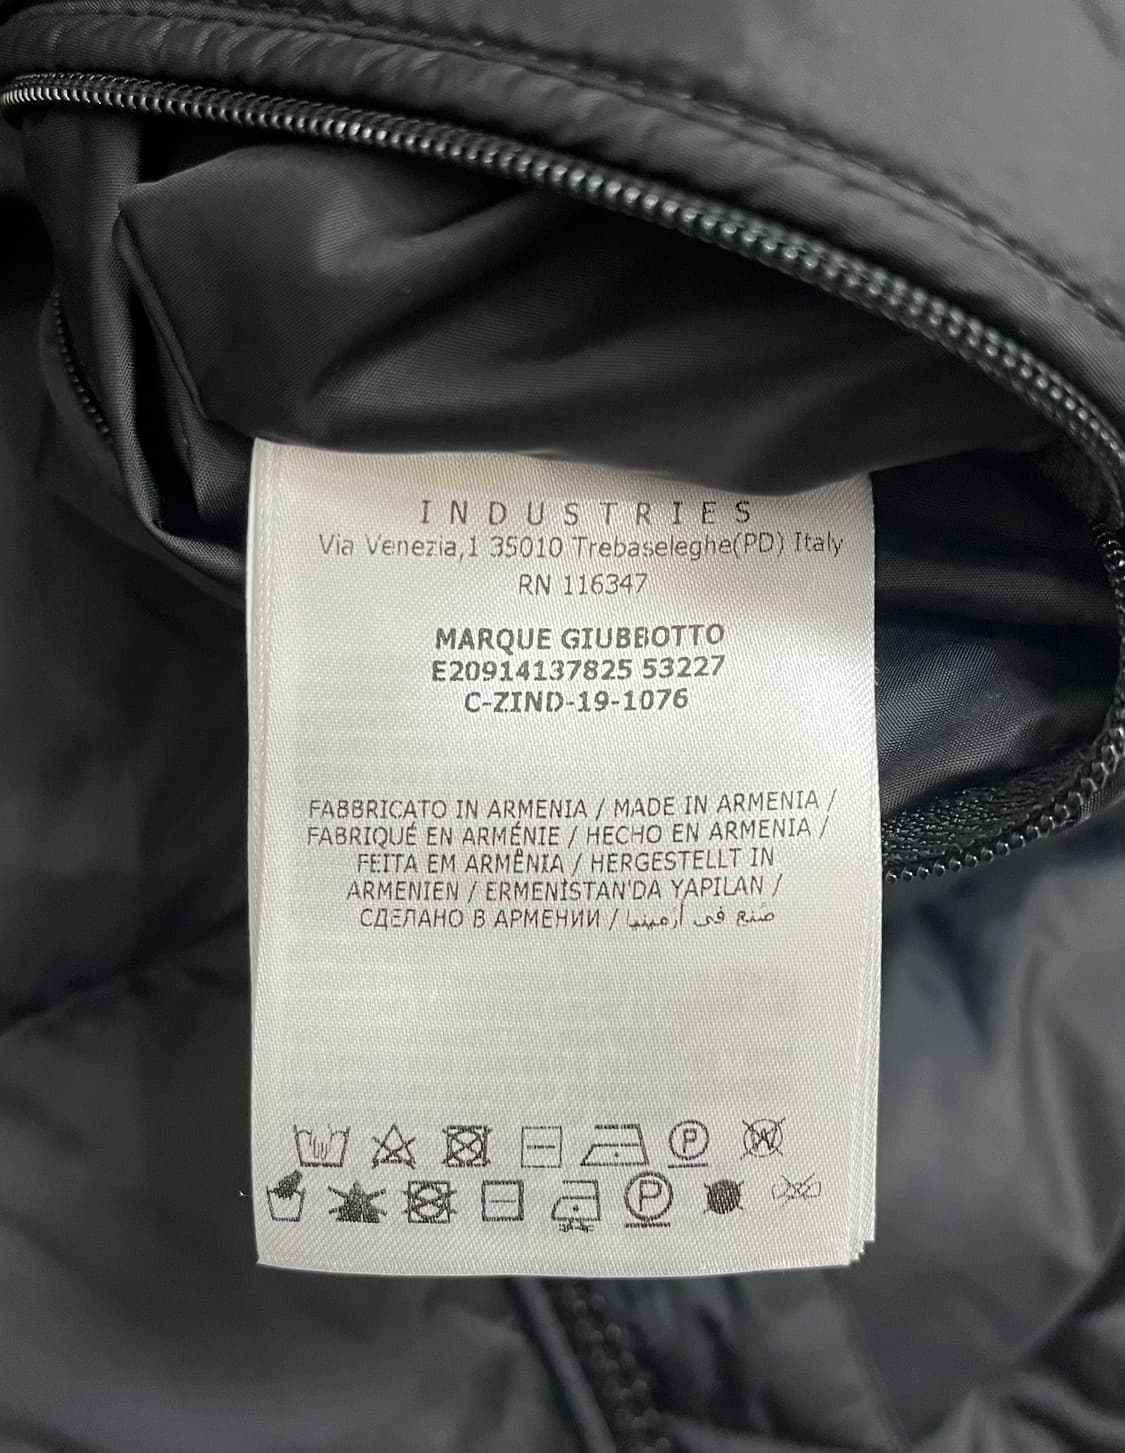 INDUSTRIES
Via Venezia,1 35010 Trebaseleghe(PD) Italy
RN 116347
MARQUE GIUBBOTTO
E20914137825 53227
C-ZIND-19-1076
FABBRICATO IN ARMENIA / MADE IN ARMENIA /
FABRIQUÉ EN ARMÉNIE / HECHO EN ARMENIA /
FEITA EM ARMÊNIA / HERGESTELLT IN
ARMENIEN / ERMENİSTAN'DA YAPILAN /
СДЕЛАНО В АРМЕНИИ / صنع في أرمينيا
P W
P